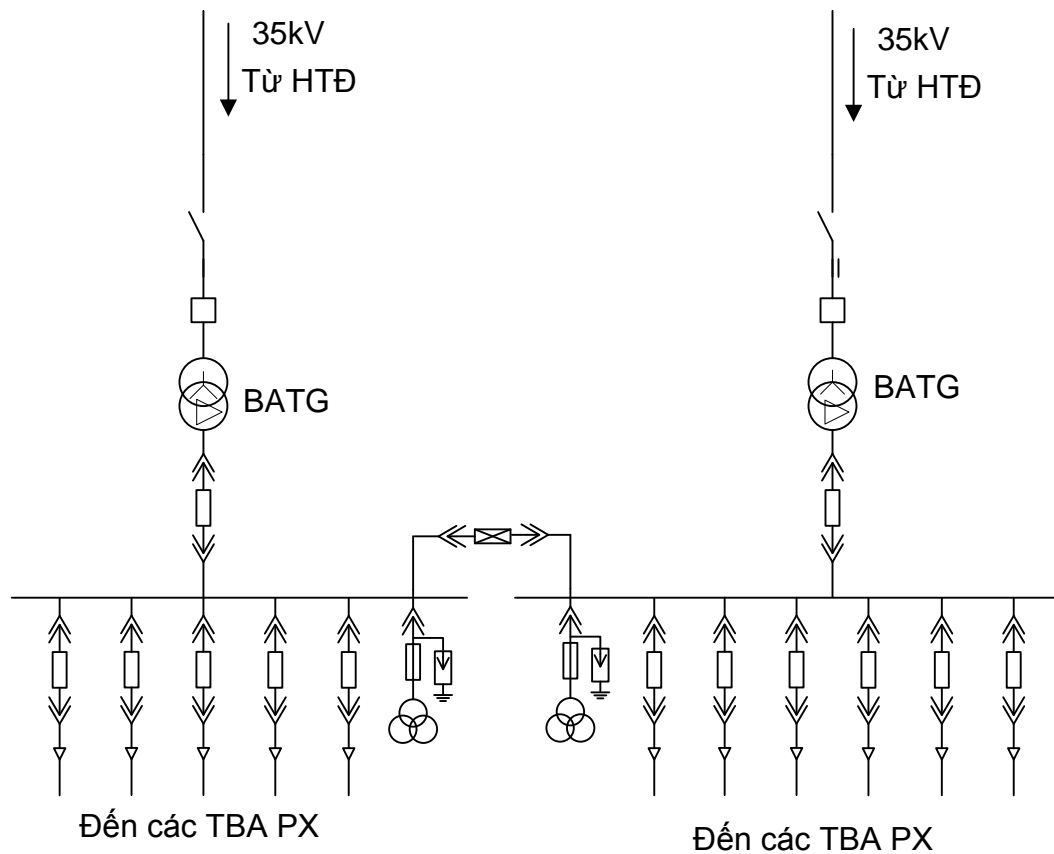 35kV
Từ HTĐ
35kV
Từ HTĐ
BATG
BATG
Đến các TBA PX
Đến các TBA PX